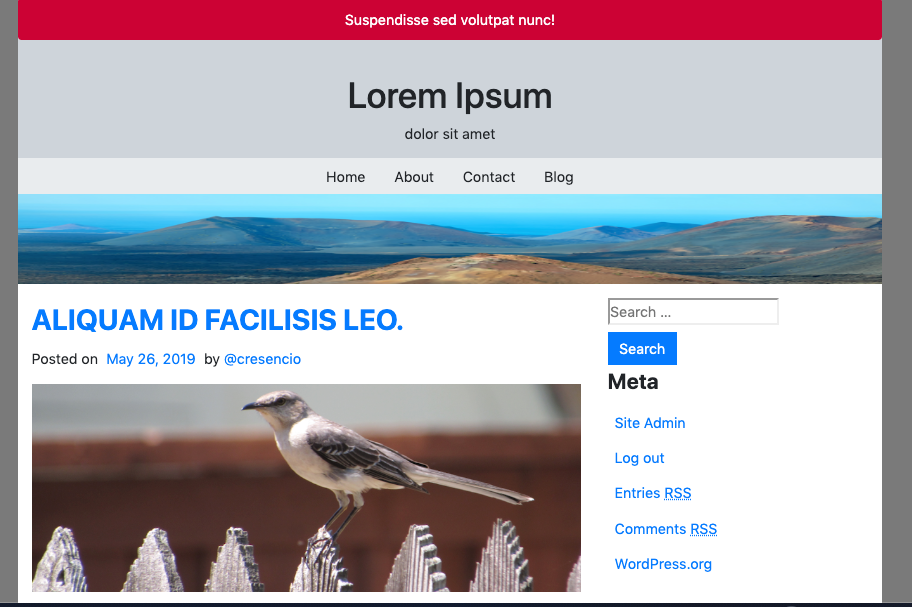 Suspendisse sed volutpat nunc!
Lorem Ipsum
dolor sit amet
Home About Contact Blog
ALIQUAM ID FACILISIS LEO.
Posted on May 26, 2019 by @cresencio
Search ...
Search
Meta
Site Admin
Log out
Entries RSS
Comments RSS
WordPress.org